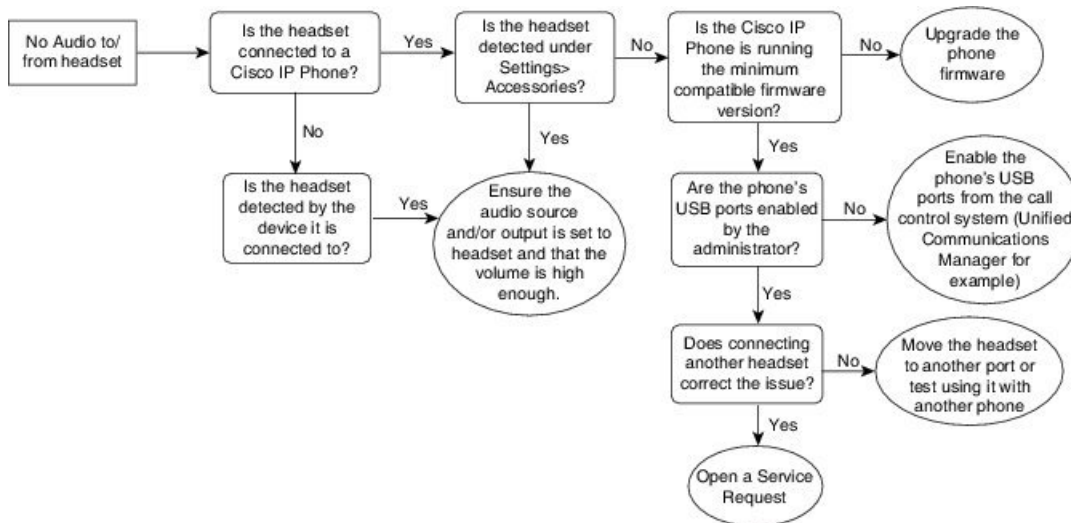 No Audio to/
from headset
Is the headset
connected to a
Cisco IP Phone?
Yes
Is the headset
detected under
Settings>
Accessories?
No
Is the Cisco IP
Phone is running
the minimum
compatible firmware
version?
No
Upgrade the
phone
firmware
No
Yes
Yes
Is the headset
detected by the
device it is
connected to?
Yes
Ensure the
audio source
and/or output is set to
headset and that the
volume is high
enough.
Are the phone's
USB ports enabled
by the
administrator?
No
Enable the
phone's USB
ports from the call
control system (Unified
Communications
Manager for
example)
Yes
Does connecting
another headset
correct the issue?
No
Move the headset
to another port or
test using it with
another phone
Yes
Open a Service
Request